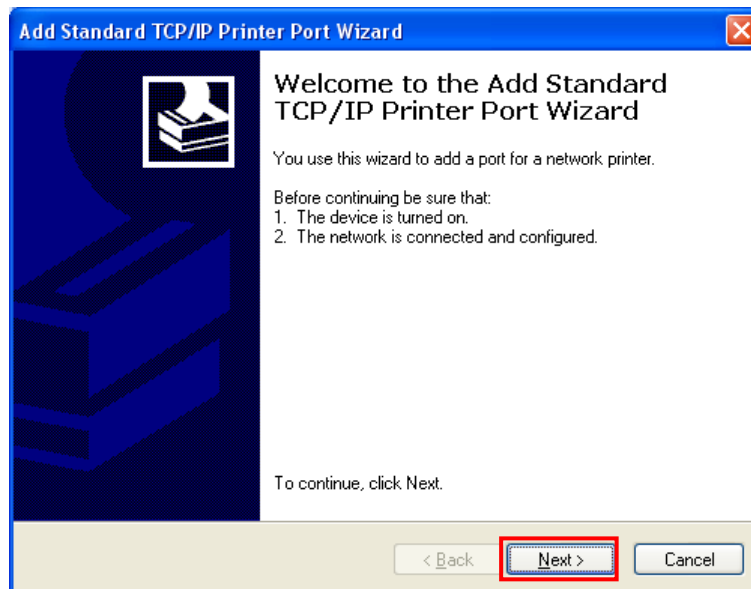 Add Standard TCP/IP Printer Port Wizard
Welcome to the Add Standard
TCP/IP Printer Port Wizard
You use this wizard to add a port for a network printer.
Before continuing be sure that:
1. The device is turned on.
2. The network is connected and configured.
To continue, click Next.
< Back
Next >
Cancel